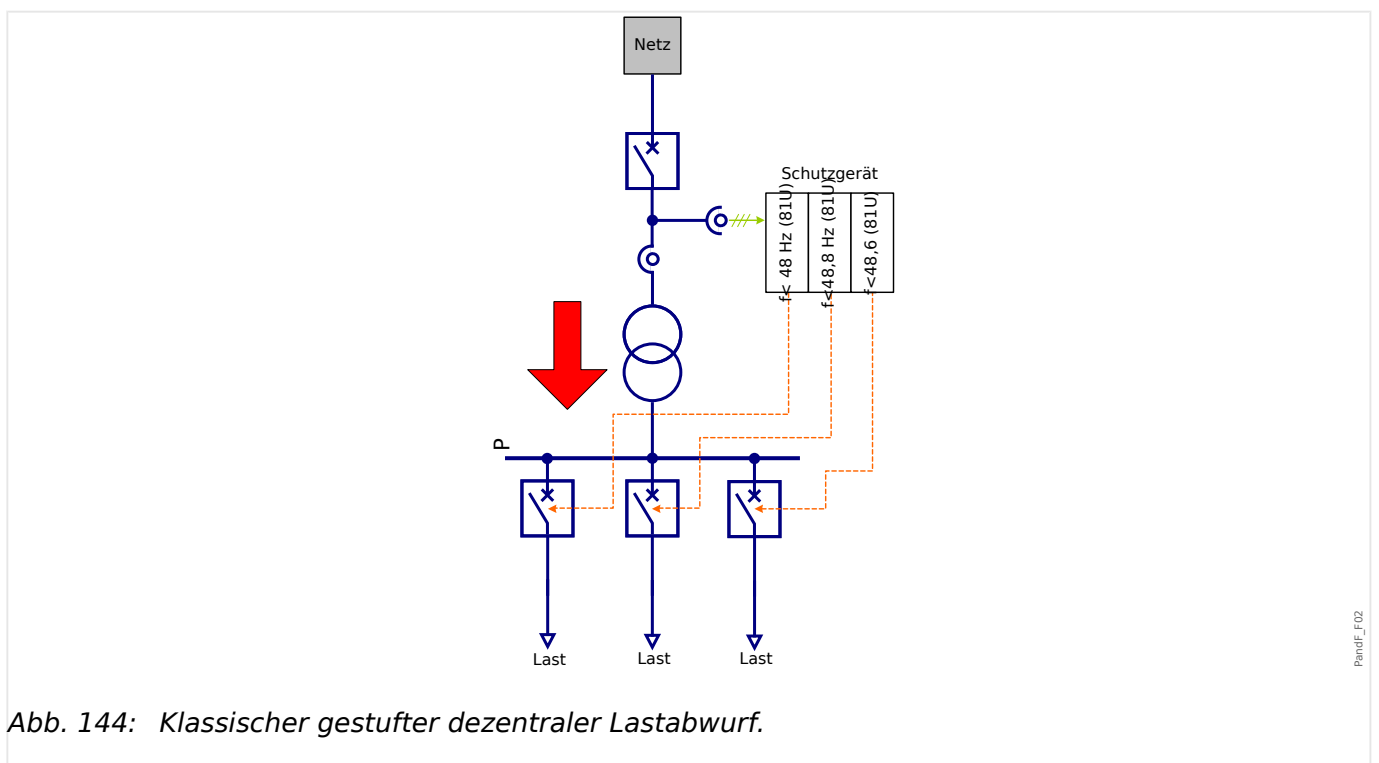 Netz
Schutzgerät
f< 48 Hz (81U)
f<48,8 Hz (81U)
f<48,6 (81U)
P
Last
Last
Last
PandF_F02
Abb. 144: Klassischer gestufter dezentraler Lastabwurf.